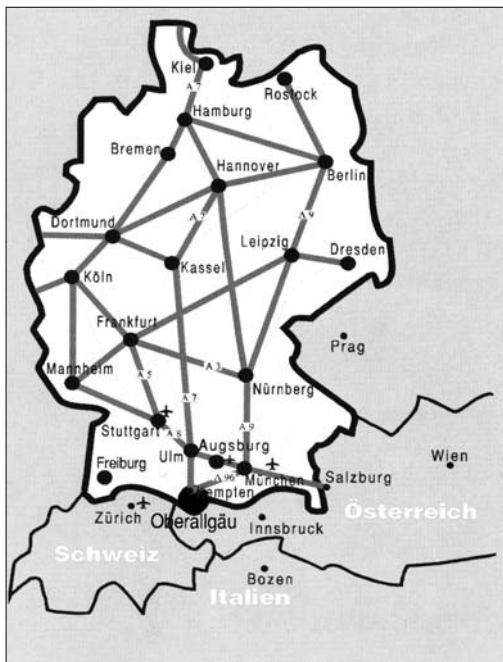 Kiel
Rostock
A 7
Hamburg
Bremen
Hannover
Berlin
A 7
A 9
Dortmund
Leipzig
Dresden
Kassel
Köln
Frankfurt
Prag
A 3
Mannheim
A 5
A 7
Nürnberg
Stuttgart
A 8
A 9
Augsburg
Ulm
Wien
Freiburg
München
Salzburg
A 96
Kempten
Zürich
Oberallgäu
Innsbruck
Österreich
Schweiz
Bozen
Italien